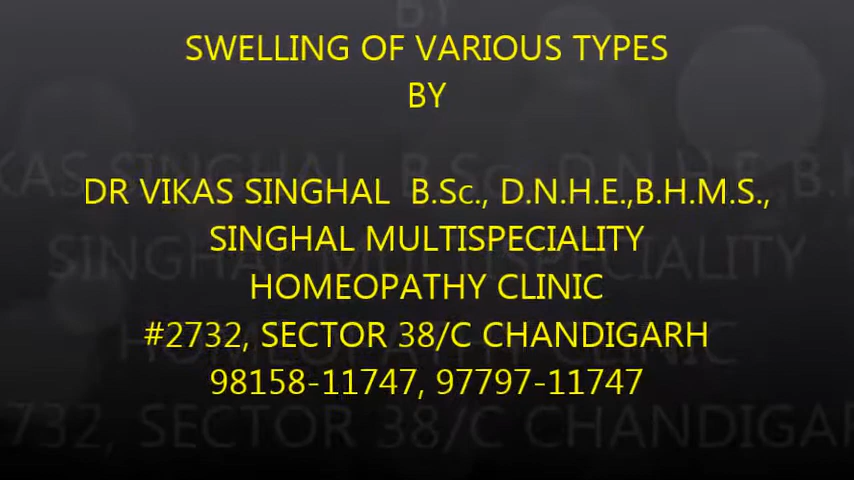 SWELLING OF VARIOUS TYPES
BY
DR VIKAS SINGHAL B.Sc., D.N.H.E.,B.H.M.S.,
SINGHAL MULTISPECIALITY
HOMEOPATHY CLINIC
#2732, SECTOR 38/C CHANDIGARH
98158-11747, 97797-11747